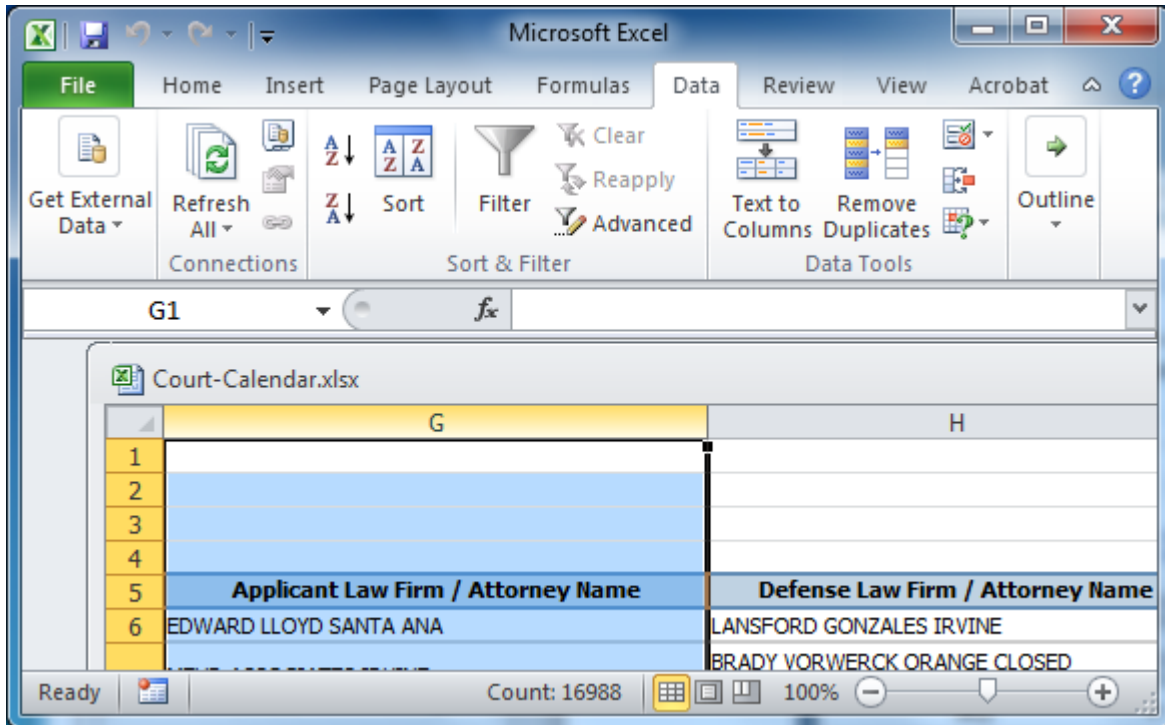 Microsoft Excel
File Home Insert Page Layout Formulas Data Review View Acrobat
Get External Data
Refresh All
Connections
Sort
Filter
Clear
Reapply
Advanced
Sort & Filter
Text to Columns
Remove Duplicates
Data Tools
Outline
G1
fx
Court-Calendar.xlsx
G H
1
2
3
4
5 Applicant Law Firm / Attorney Name Defense Law Firm / Attorney Name
6 EDWARD LLOYD SANTA ANA LANSFORD GONZALES IRVINE
BRADY VORWERCK ORANGE CLOSED
Ready Count: 16988 100%